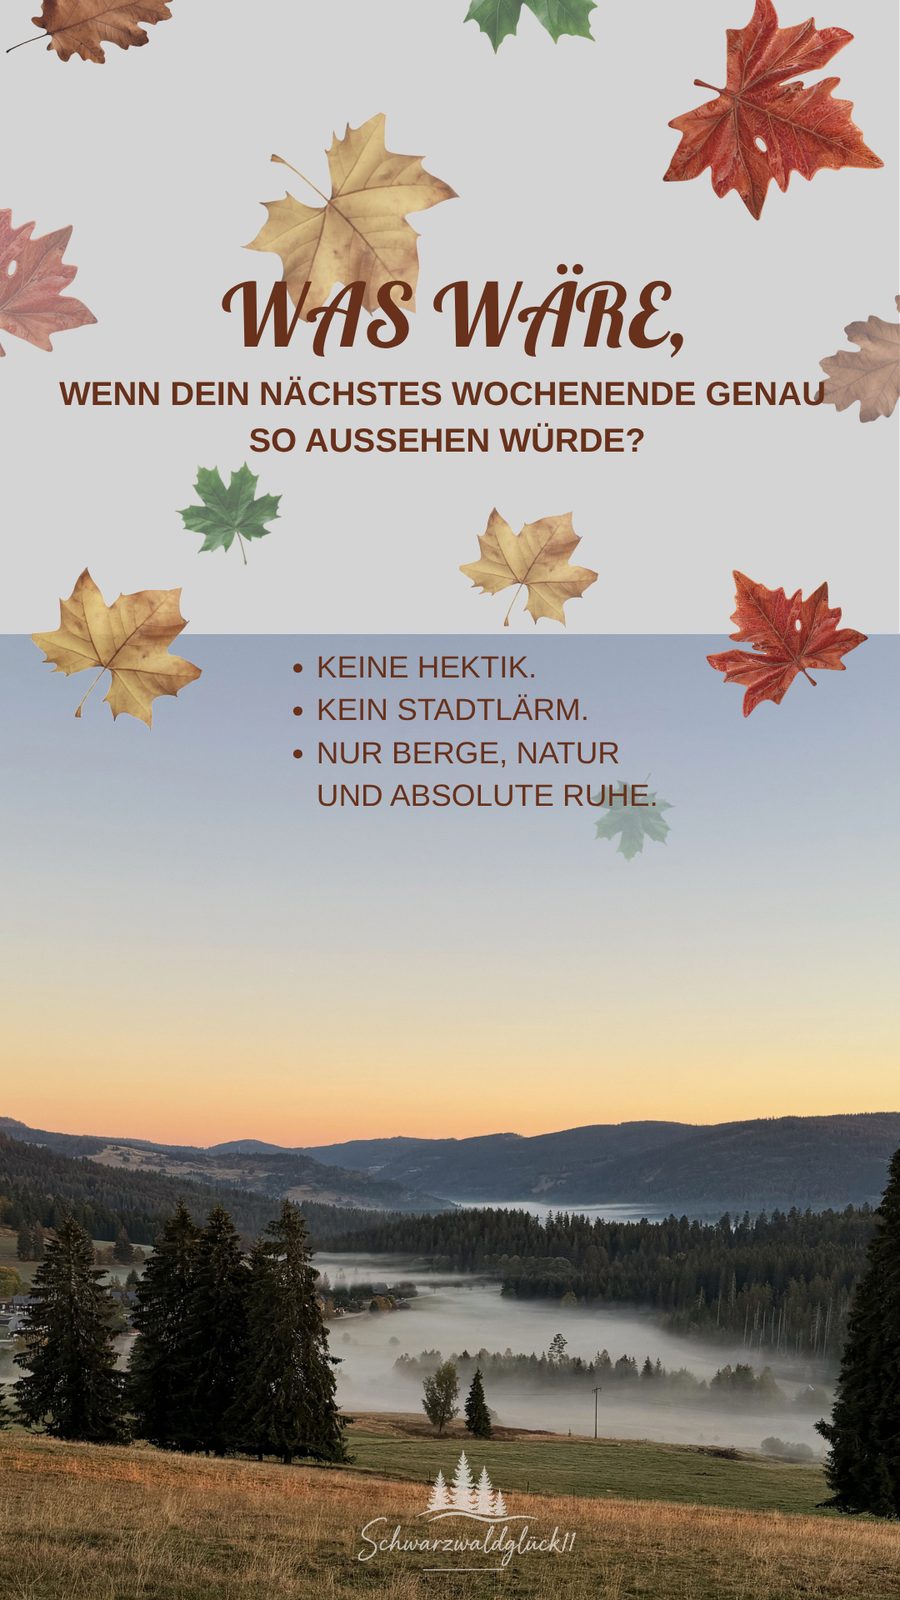 WAS WÄRE,
WENN DEIN NÄCHSTES WOCHENENDE GENAU
SO AUSSEHEN WÜRDE?
• KEINE HEKTIK.
• KEIN STADTLÄRM.
• NUR BERGE, NATUR
UND ABSOLUTE RUHE.
Schwarzwaldglück11